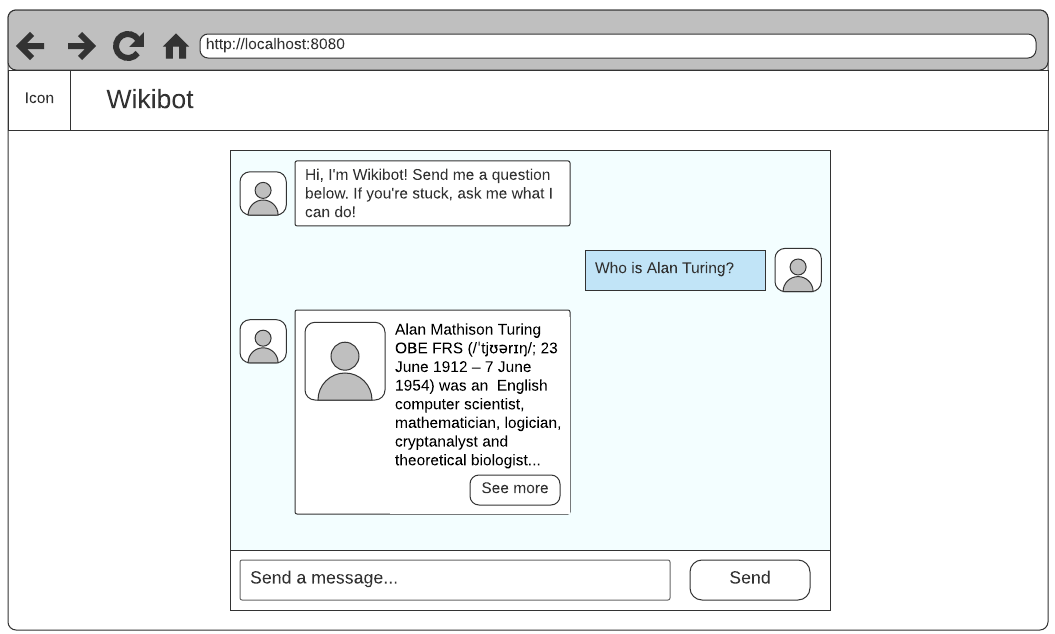 http://localhost:8080
Icon
Wikibot
Hi, I'm Wikibot! Send me a question
below. If you're stuck, ask me what I
can do!
Who is Alan Turing?
Alan Mathison Turing
OBE FRS (/ˈtjʊərɪŋ/; 23
June 1912 – 7 June
1954) was an  English
computer scientist,
mathematician, logician,
cryptanalyst and
theoretical biologist...
See more
Send a message...
Send